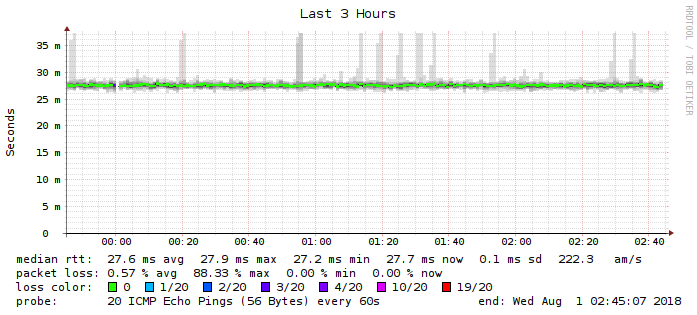 Last 3 Hours
RRDTOOL / TOBI OETIKER
Seconds
35 m
30 m
25 m
20 m
15 m
10 m
5 m
0
00:00 00:20 00:40 01:00 01:20 01:40 02:00 02:20 02:40
median rtt: 27.6 ms avg 27.9 ms max 27.2 ms min 27.7 ms now 0.1 ms sd 222.3 am/s
packet loss: 0.57 % avg 88.33 % max 0.00 % min 0.00 % now
loss color: 0 1/20 2/20 3/20 4/20 10/20 19/20
probe: 20 ICMP Echo Pings (56 Bytes) every 60s end: Wed Aug 1 02:45:07 2018